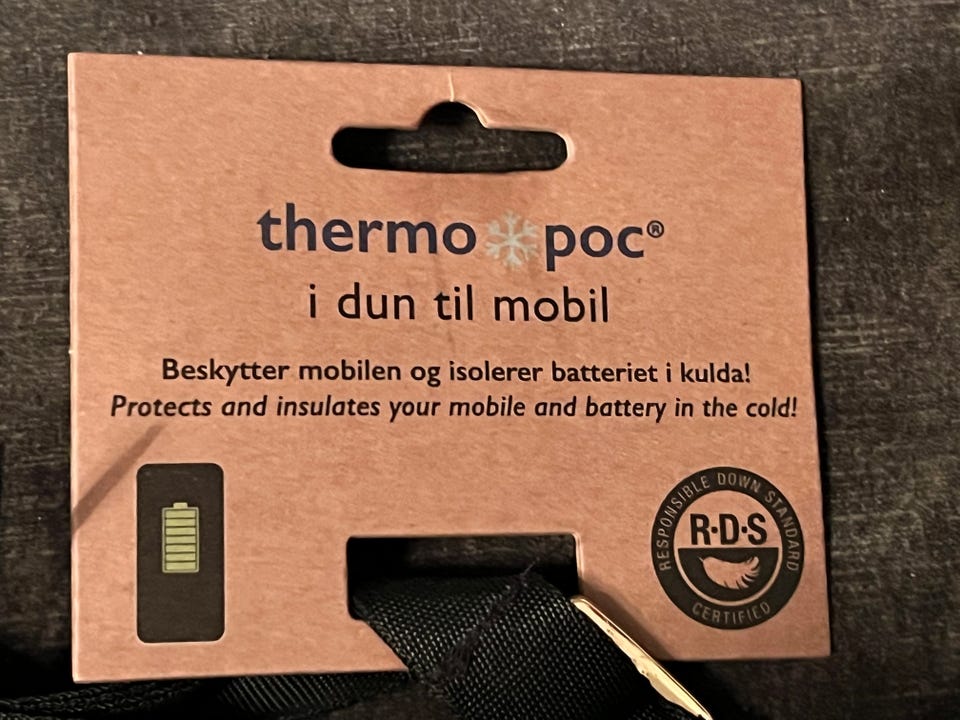 thermo poc®
i dun til mobil
Beskytter mobilen og isolerer batteriet i kulda!
Protects and insulates your mobile and battery in the cold!
RESPONSIBLE DOWN STANDARD
R·D·S
CERTIFIED